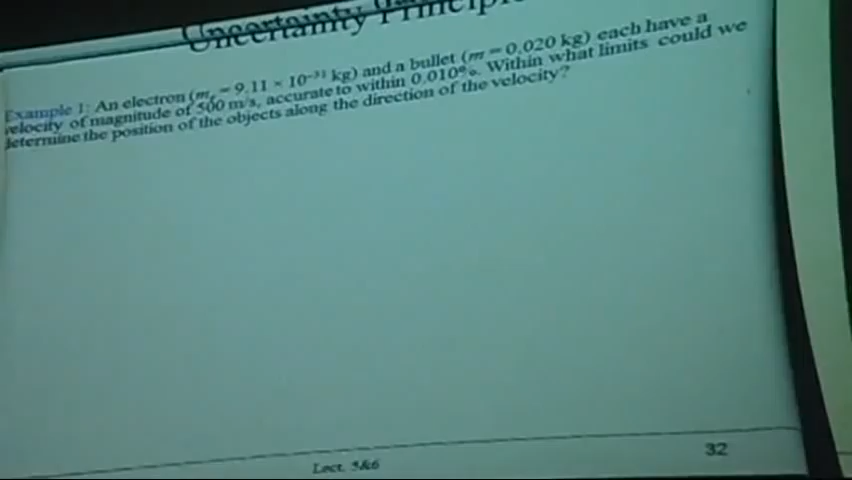 Uncertainty Princip
Example 1: An electron (mₑ = 9.11 × 10⁻³¹ kg) and a bullet (m = 0.020 kg) each have a
velocity of magnitude of 500 m/s, accurate to within 0.010%. Within what limits could we
determine the position of the objects along the direction of the velocity?
Lect. 5&6
32